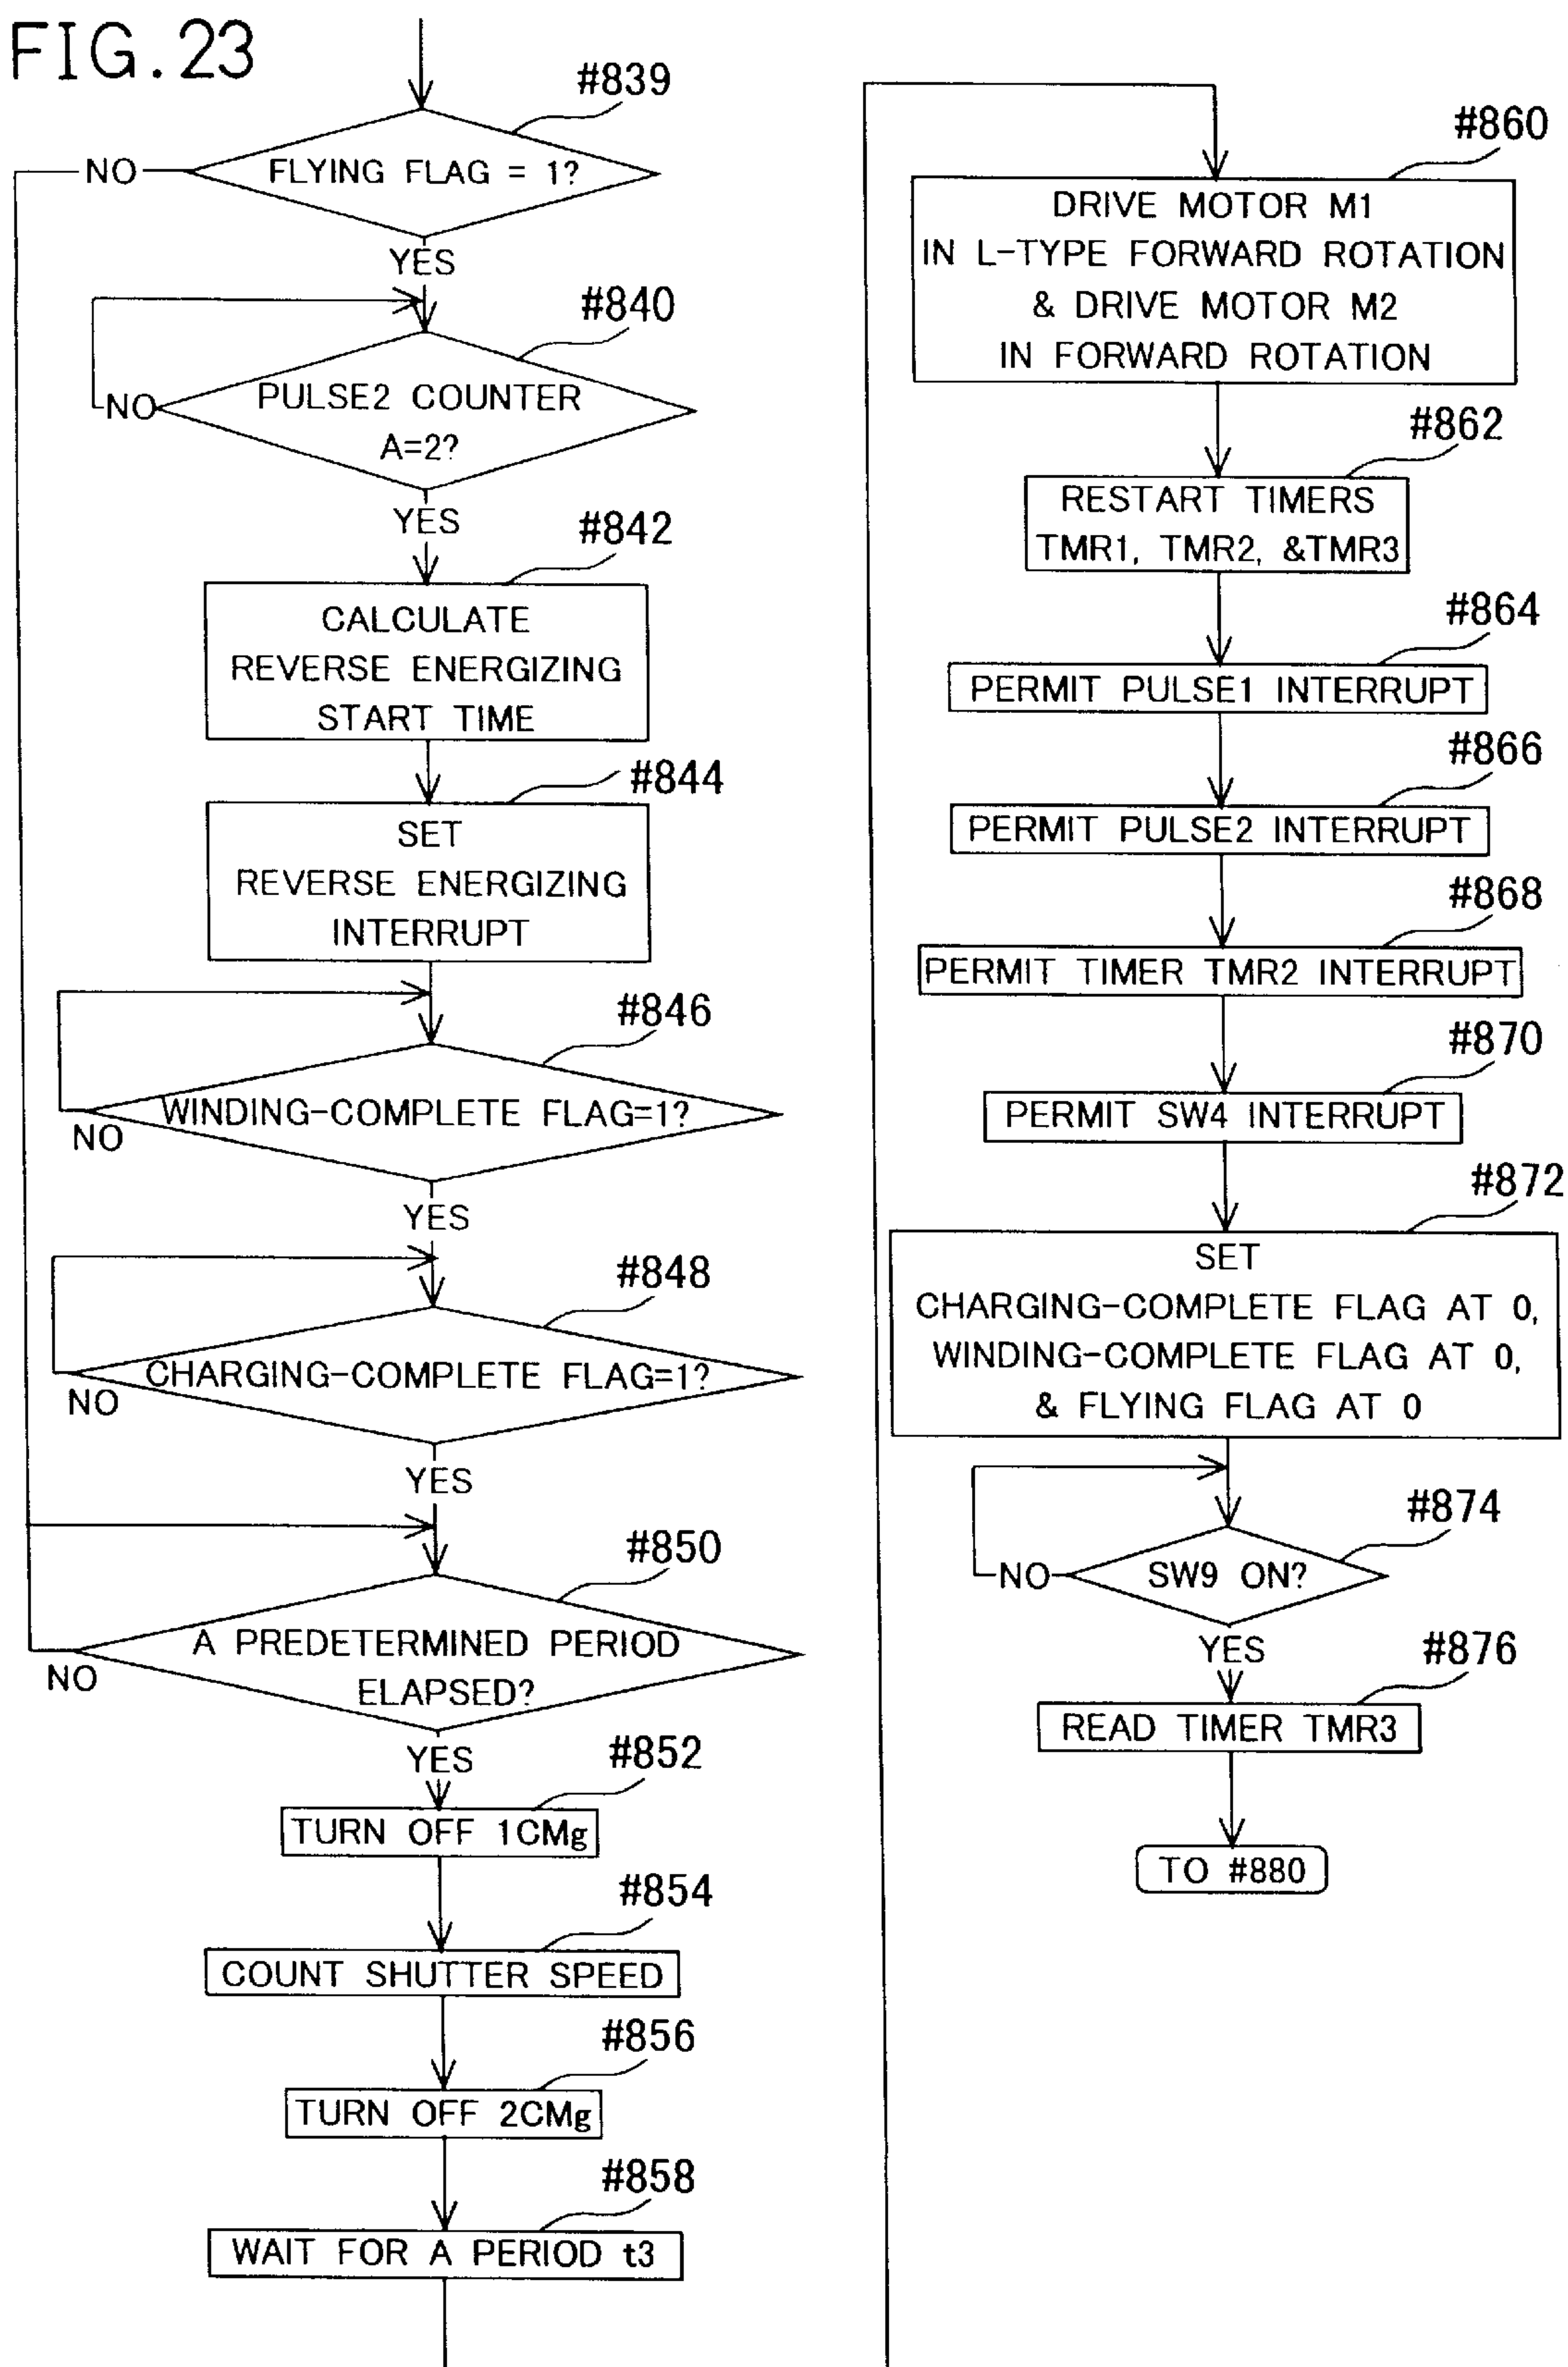 FIG.23
#839
FLYING FLAG = 1?
NO
YES
#840
PULSE2 COUNTER
A=2?
NO
YES
#842
CALCULATE
REVERSE ENERGIZING
START TIME
#844
SET
REVERSE ENERGIZING
INTERRUPT
#846
WINDING-COMPLETE FLAG=1?
NO
YES
#848
CHARGING-COMPLETE FLAG=1?
NO
YES
#850
A PREDETERMINED PERIOD
ELAPSED?
NO
YES
#852
TURN OFF 1CMg
#854
COUNT SHUTTER SPEED
#856
TURN OFF 2CMg
#858
WAIT FOR A PERIOD t3
#860
DRIVE MOTOR M1
IN L-TYPE FORWARD ROTATION
& DRIVE MOTOR M2
IN FORWARD ROTATION
#862
RESTART TIMERS
TMR1, TMR2, &TMR3
#864
PERMIT PULSE1 INTERRUPT
#866
PERMIT PULSE2 INTERRUPT
#868
PERMIT TIMER TMR2 INTERRUPT
#870
PERMIT SW4 INTERRUPT
#872
SET
CHARGING-COMPLETE FLAG AT 0,
WINDING-COMPLETE FLAG AT 0,
& FLYING FLAG AT 0
#874
SW9 ON?
NO
YES
#876
READ TIMER TMR3
TO #880